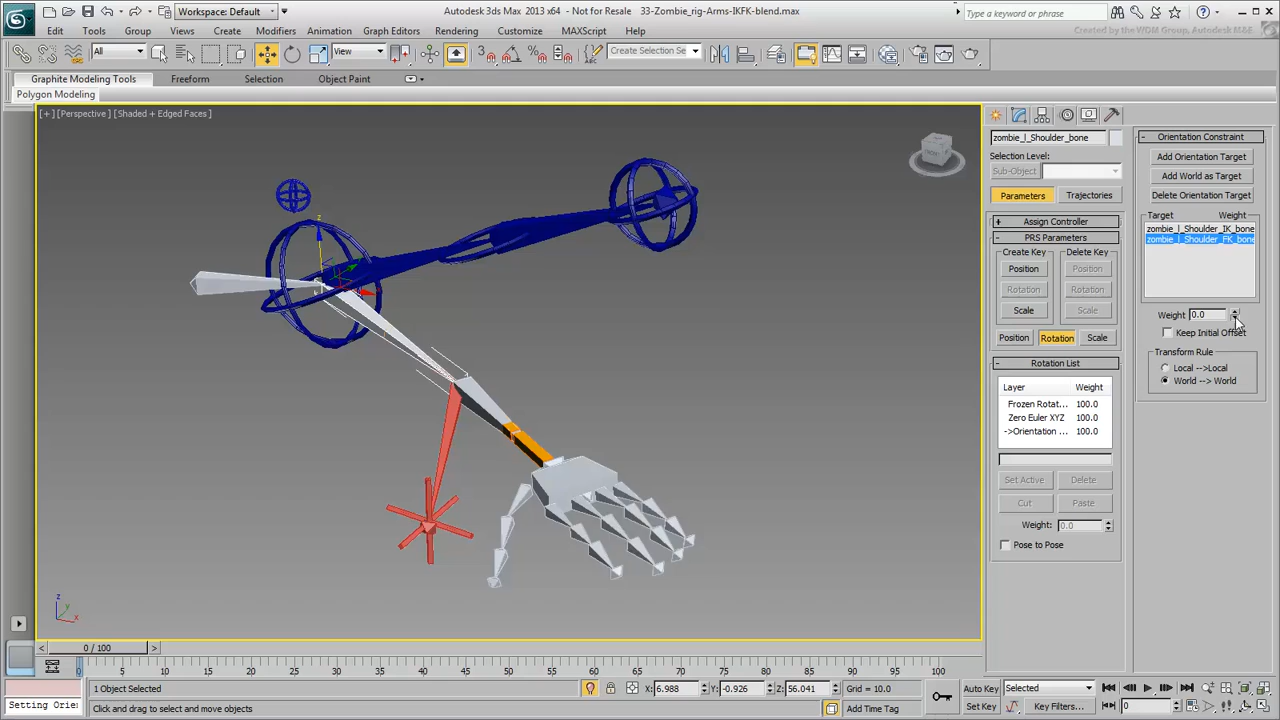 Workspace: Default
Autodesk 3ds Max 2013 x64 - Not for Resale 33-Zombie_rig-Arms-IKFK-blend.max
Type a keyword or phrase
Created by the WDM Group, Autodesk M&E
Edit Tools Group Views Create Modifiers Animation Graph Editors Rendering Customize MAXScript Help
All View 3 Create Selection Se
Graphite Modeling Tools Freeform Selection Object Paint
Polygon Modeling
[+] [Perspective] [Shaded + Edged Faces]
zombie_l_Shoulder_bone
Selection Level:
Sub-Object
Parameters Trajectories
+ Assign Controller
- PRS Parameters
Create Key Delete Key
Position Position
Rotation Rotation
Scale Scale
Position Rotation Scale
- Rotation List
Layer Weight
Frozen Rotat... 100.0
Zero Euler XYZ 100.0
->Orientation ... 100.0
Set Active Delete
Cut Paste
Weight: 0.0
Pose to Pose
- Orientation Constraint
Add Orientation Target
Add World as Target
Delete Orientation Target
Target Weight
zombie_l_Shoulder_IK_bone
zombie_l_Shoulder_FK_bone
Weight 0.0
Keep Initial Offset
Transform Rule
Local -->Local
World --> World
z
z
y
x
< 0 / 100 >
0 5 10 15 20 25 30 35 40 45 50 55 60 65 70 75 80 85 90 95 100
1 Object Selected X: 6.988 Y: -0.926 Z: 56.041 Grid = 10.0 Auto Key Selected
Setting Orie Click and drag to select and move objects Add Time Tag Set Key Key Filters... 0